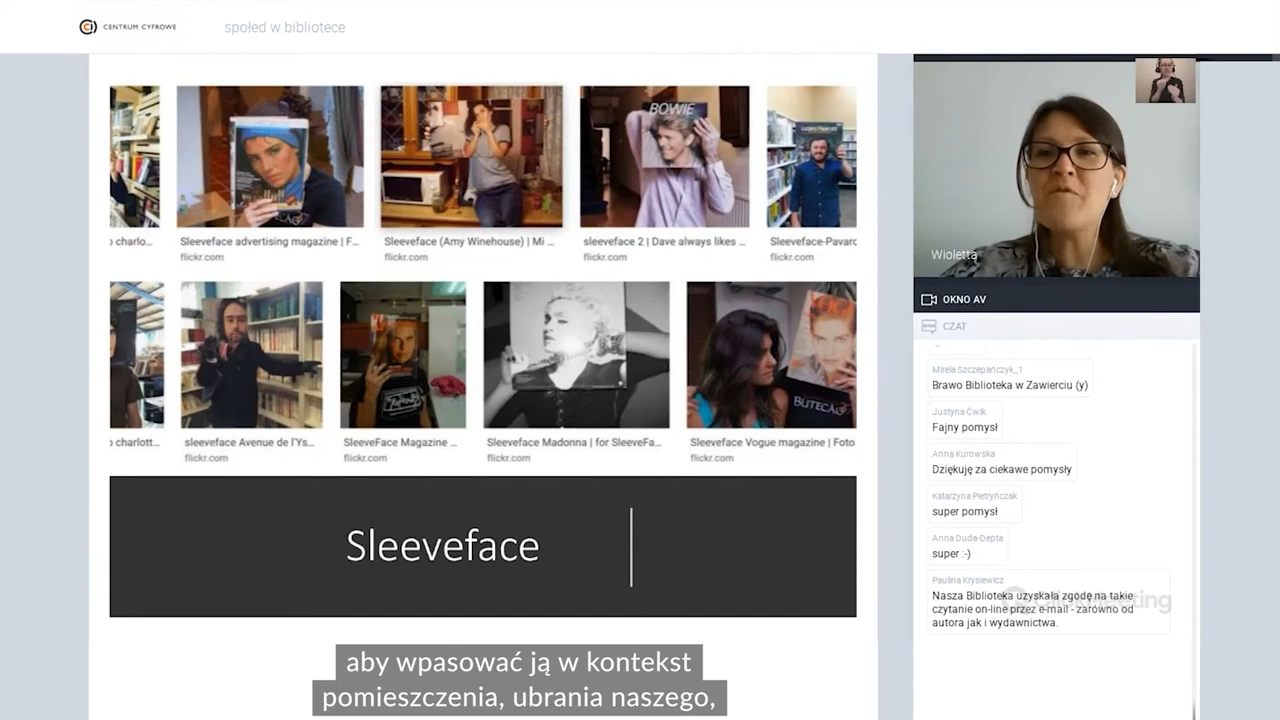 CENTRUM CYFROWE
społed w bibliotece
BOWIE
o charlo...
Sleeveface advertising magazine | F...
Sleeveface (Amy Winehouse) | Mi ...
sleeveface 2 | Dave always likes ...
Sleeveface-Pavarc
flickr.com
flickr.com
flickr.com
flickr.com
BUTECAO
o charlott...
sleeveface Avenue de l'Ys...
SleeveFace Magazine ...
Sleeveface Madonna | for SleeveFa...
Sleeveface Vogue magazine | Foto
flickr.com
flickr.com
flickr.com
flickr.com
Sleeveface
aby wpasować ją w kontekst
pomieszczenia, ubrania naszego,
Wioletta
OKNO AV
CZAT
Mirela Szczepańczyk_1
Brawo Biblioteka w Zawierciu (y)
Justyna Ćwik
Fajny pomysł
Anna Kurowska
Dziękuję za ciekawe pomysły
Katarzyna Pietryńczak
super pomysł
Anna Duda-Depta
super :-)
Paulina Krysiewicz
Nasza Biblioteka uzyskała zgodę na takie
czytanie on-line przez e-mail - zarówno od
autora jak i wydawnictwa.